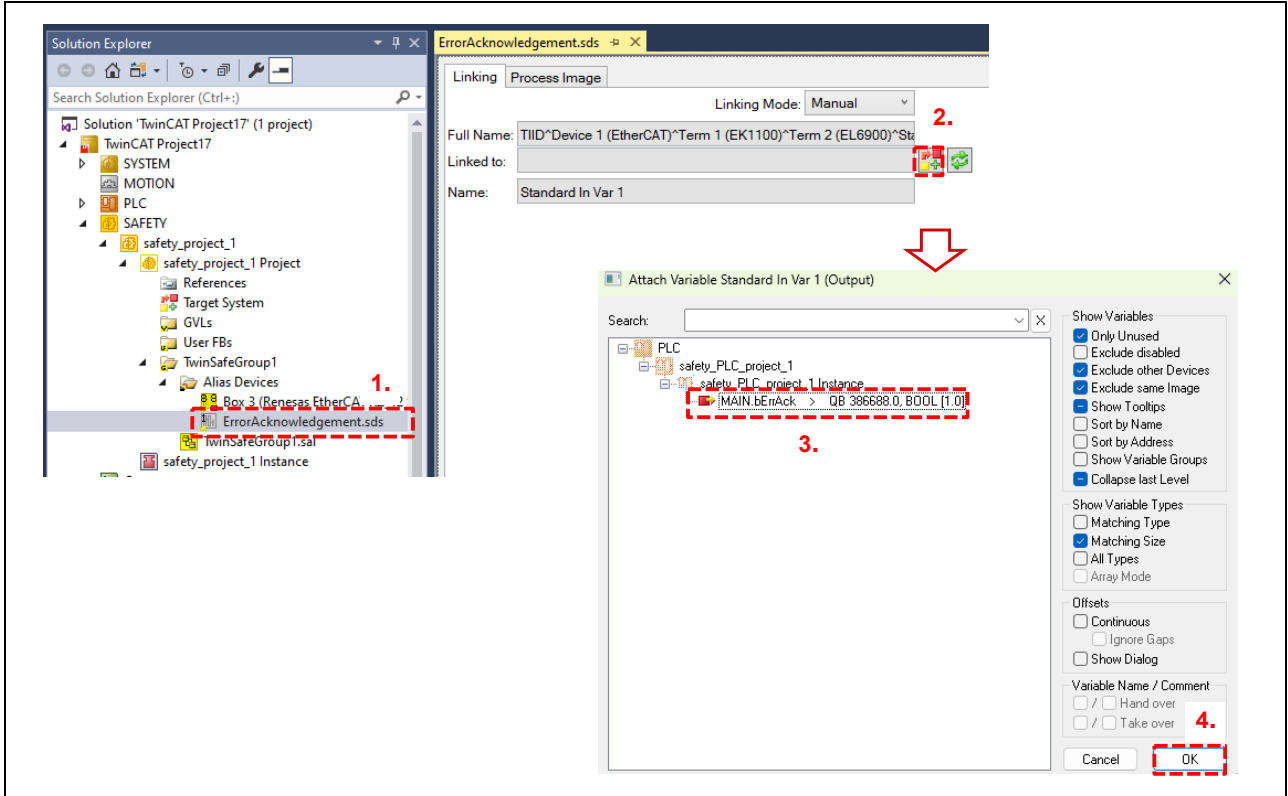 Solution Explorer
Search Solution Explorer (Ctrl+:)
Solution 'TwinCAT Project17' (1 project)
TwinCAT Project17
SYSTEM
MOTION
PLC
SAFETY
safety_project_1
safety_project_1 Project
References
Target System
GVLs
User FBs
TwinSafeGroup1
Alias Devices
1.
Box 3 (Renesas EtherCA
ErrorAcknowledgement.sds
TwinSafeGroup1.sal
safety_project_1 Instance
ErrorAcknowledgement.sds
Linking Process Image
Linking Mode: Manual
2.
Full Name: TIID^Device 1 (EtherCAT)^Term 1 (EK1100)^Term 2 (EL6900)^Sta
Linked to:
Name: Standard In Var 1
Attach Variable Standard In Var 1 (Output)
Search: X
PLC
safety_PLC_project_1
safety_PLC_project_1 Instance
MAIN.bErrAck > QB 386688.0, BOOL [1.0]
3.
Show Variables
Only Unused
Exclude disabled
Exclude other Devices
Exclude same Image
Show Tooltips
Sort by Name
Sort by Address
Show Variable Groups
Collapse last Level
Show Variable Types
Matching Type
Matching Size
All Types
Array Mode
Offsets
Continuous
Ignore Gaps
Show Dialog
Variable Name / Comment
/ Hand over
/ Take over
4.
Cancel OK